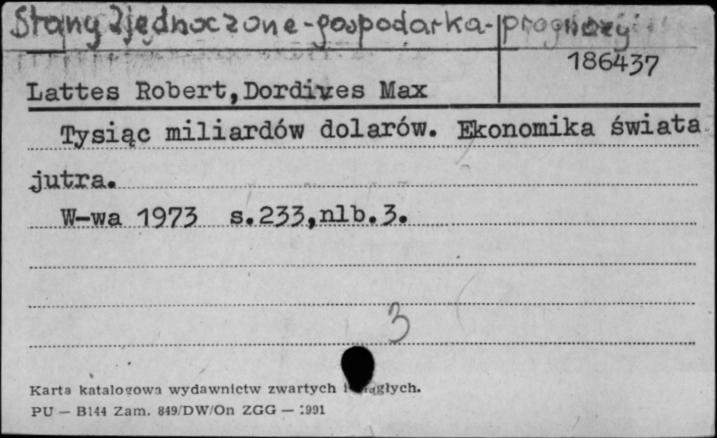 Stany Zjednoczone-gospodarka-prognozy
186437
Lattes Robert, Dordives Max
Tysiąc miliardów dolarów. Ekonomika świata
jutra.
W-wa 1973 s.233,nlb.3.
3
Karta katalogowa wydawnictw zwartych i ciągłych.
PU — B144 Zam. 849/DW/On ZGG — 1991